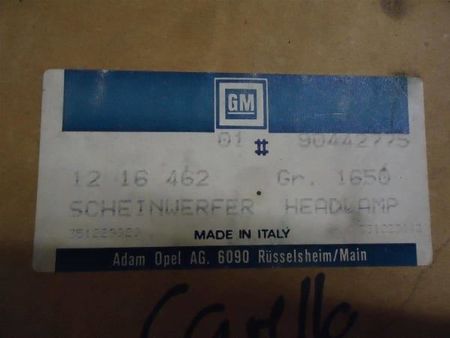 GM
01 # 90442775
12 16 462 Gr. 1650
SCHEINWERFER HEADLAMP
MADE IN ITALY
Adam Opel AG. 6090 Rüsselsheim/Main
Carello